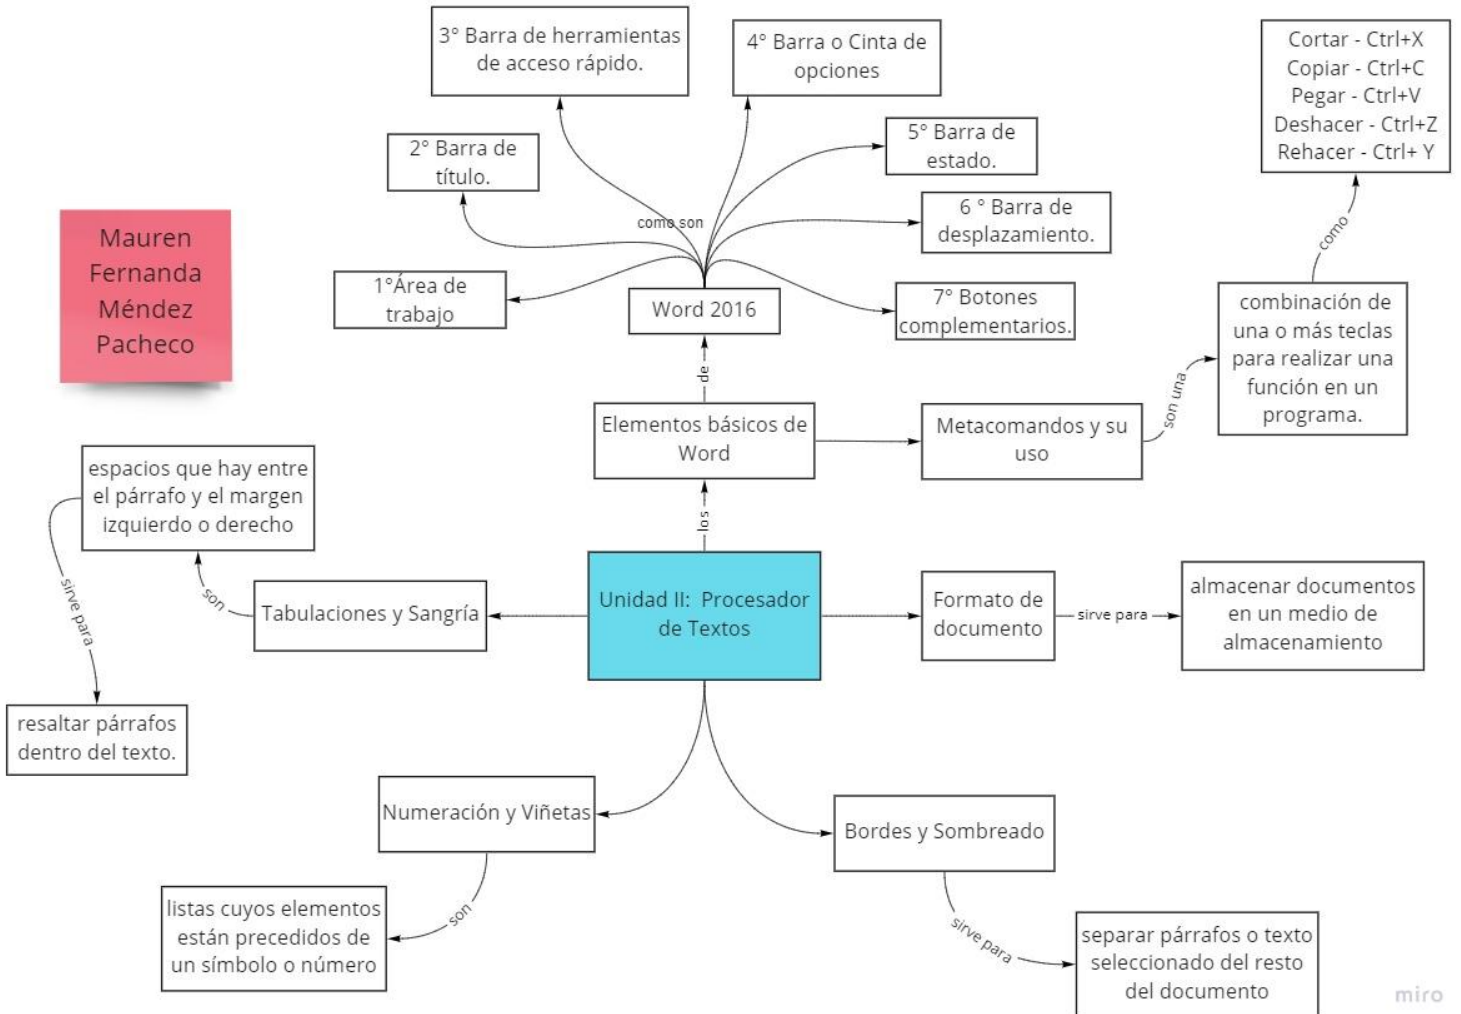 3° Barra de herramientas
de acceso rápido.
4° Barra o Cinta de
opciones
Cortar - Ctrl+X
Copiar - Ctrl+C
Pegar - Ctrl+V
Deshacer - Ctrl+Z
Rehacer - Ctrl+ Y
2° Barra de
título.
5° Barra de
estado.
Mauren
Fernanda
Méndez
Pacheco
como son
6 ° Barra de
desplazamiento.
como
1°Área de
trabajo
Word 2016
7° Botones
complementarios.
combinación de
una o más teclas
para realizar una
función en un
programa.
de
son una
Elementos básicos de
Word
Metacomandos y su
uso
espacios que hay entre
el párrafo y el margen
izquierdo o derecho
los
sirve para
son
Tabulaciones y Sangría
Unidad II:  Procesador
de Textos
Formato de
documento
sirve para
almacenar documentos
en un medio de
almacenamiento
resaltar párrafos
dentro del texto.
Numeración y Viñetas
Bordes y Sombreado
son
listas cuyos elementos
están precedidos de
un símbolo o número
sirve para
separar párrafos o texto
seleccionado del resto
del documento
miro